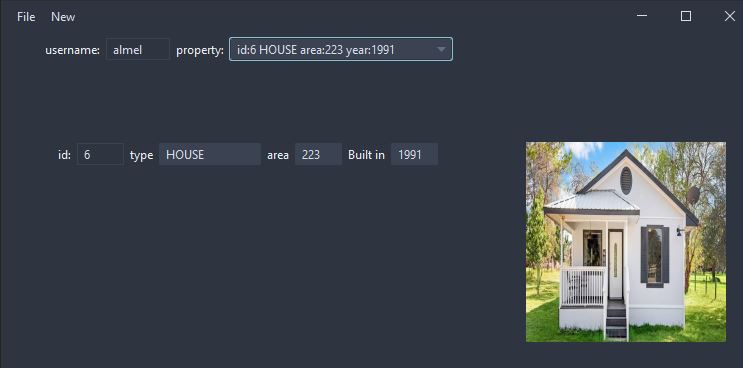 File New
username: almel property: id:6 HOUSE area:223 year:1991
id: 6 type HOUSE area 223 Built in 1991